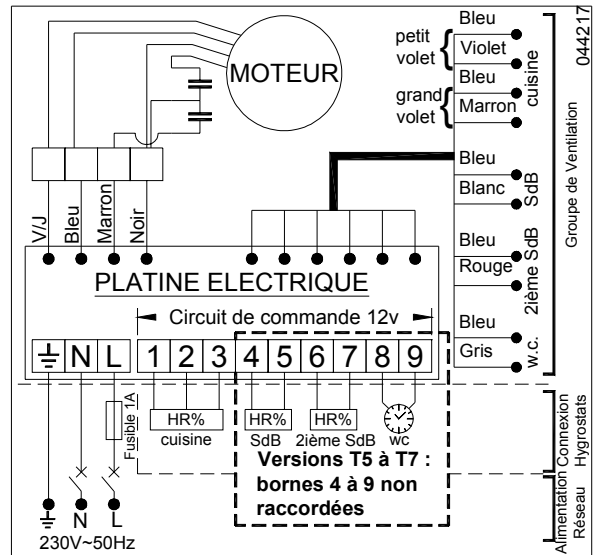 044217
MOTEUR
petit
volet
{
Bleu
Violet
grand
volet
{
Bleu
Marron
cuisine
Bleu
Blanc
SdB
Bleu
Rouge
2ième SdB
Bleu
Gris
w.c.
Groupe de Ventilation
V/J
Bleu
Marron
Noir
PLATINE ELECTRIQUE
Circuit de commande 12v
N L 1 2 3 4 5 6 7 8 9
Fusible 1A
HR%
cuisine
HR%
SdB
HR%
2ième SdB
wc
Versions T5 à T7 :
bornes 4 à 9 non
raccordées
Connexion
Hygrostats
Alimentation
Réseau
N L
230V~50Hz